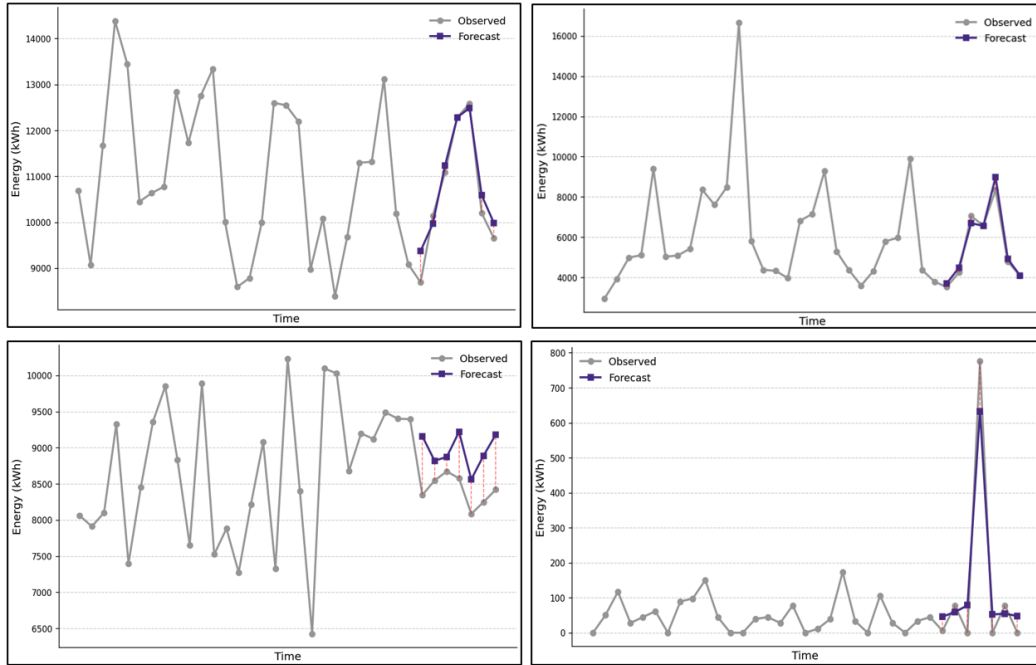 Observed
Forecast
14000
13000
12000
11000
10000
9000
Energy (kWh)
Time
Observed
Forecast
16000
14000
12000
10000
8000
6000
4000
Energy (kWh)
Time
Observed
Forecast
10000
9500
9000
8500
8000
7500
7000
6500
Energy (kWh)
Time
Observed
Forecast
800
700
600
500
400
300
200
100
0
Energy (kWh)
Time